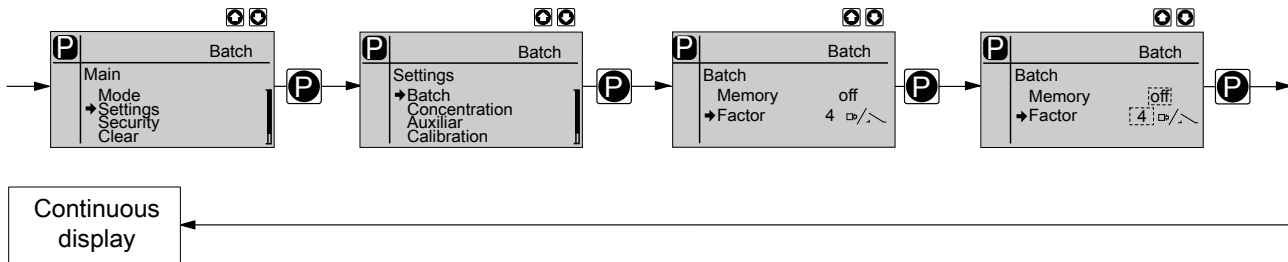 P Batch
Main
Mode
Settings
Security
Clear
P
P Batch
Settings
Batch
Concentration
Auxiliar
Calibration
P
P Batch
Batch
Memory off
Factor 4
P
P Batch
Batch
Memory off
Factor 4
P
Continuous
display